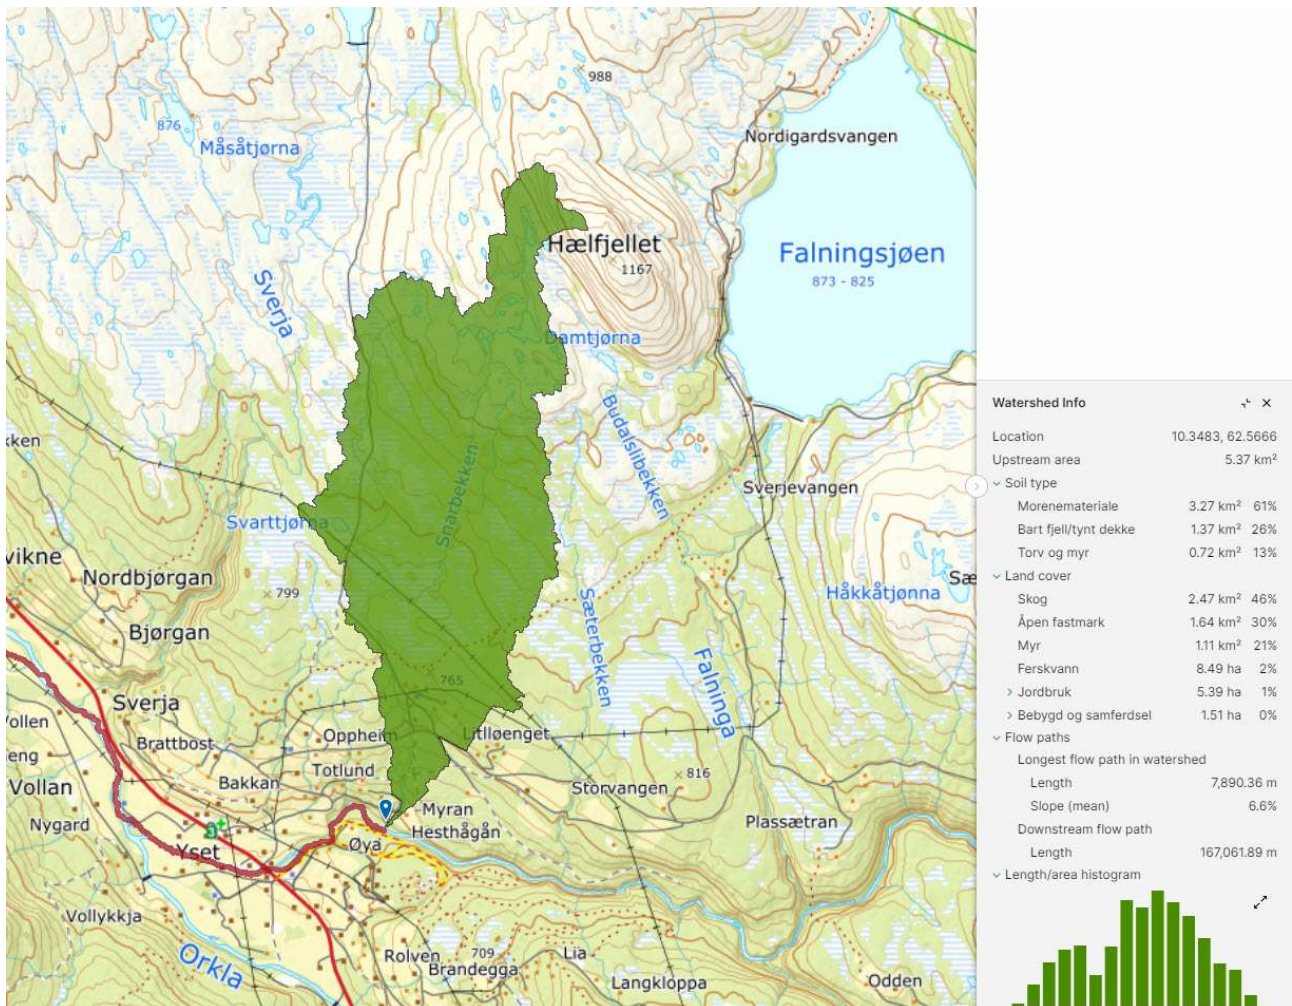 988
876
Måsåtjørna
Nordigardsvangen
Hælfjellet
1167
Falningsjøen
873 - 825
Sverja
Damtjørna
Budalslibekken
Snarbekken
Sverjevangen
Svarttjørna
Håkkåtjønna
Sæ
kken
vikne
Nordbjørgan
799
Bjørgan
Sæterbekken
Falninga
765
Sverja
Vollen
Brattbost
Oppheim
Litlløenget
eng
Totlund
Bakkan
816
Storvangen
Vollan
Myran
Hesthågån
Nygard
3
Yset
Øya
Plassætran
Vollykkja
Orkla
Rolven
709
Brandegga
Lia
Langkloppa
Odden
Watershed Info
Location 10.3483, 62.5666
Upstream area 5.37 km²
Soil type
Morenemateriale 3.27 km² 61%
Bart fjell/tynt dekke 1.37 km² 26%
Torv og myr 0.72 km² 13%
Land cover
Skog 2.47 km² 46%
Åpen fastmark 1.64 km² 30%
Myr 1.11 km² 21%
Ferskvann 8.49 ha 2%
Jordbruk 5.39 ha 1%
Bebygd og samferdsel 1.51 ha 0%
Flow paths
Longest flow path in watershed
Length 7,890.36 m
Slope (mean) 6.6%
Downstream flow path
Length 167,061.89 m
Length/area histogram